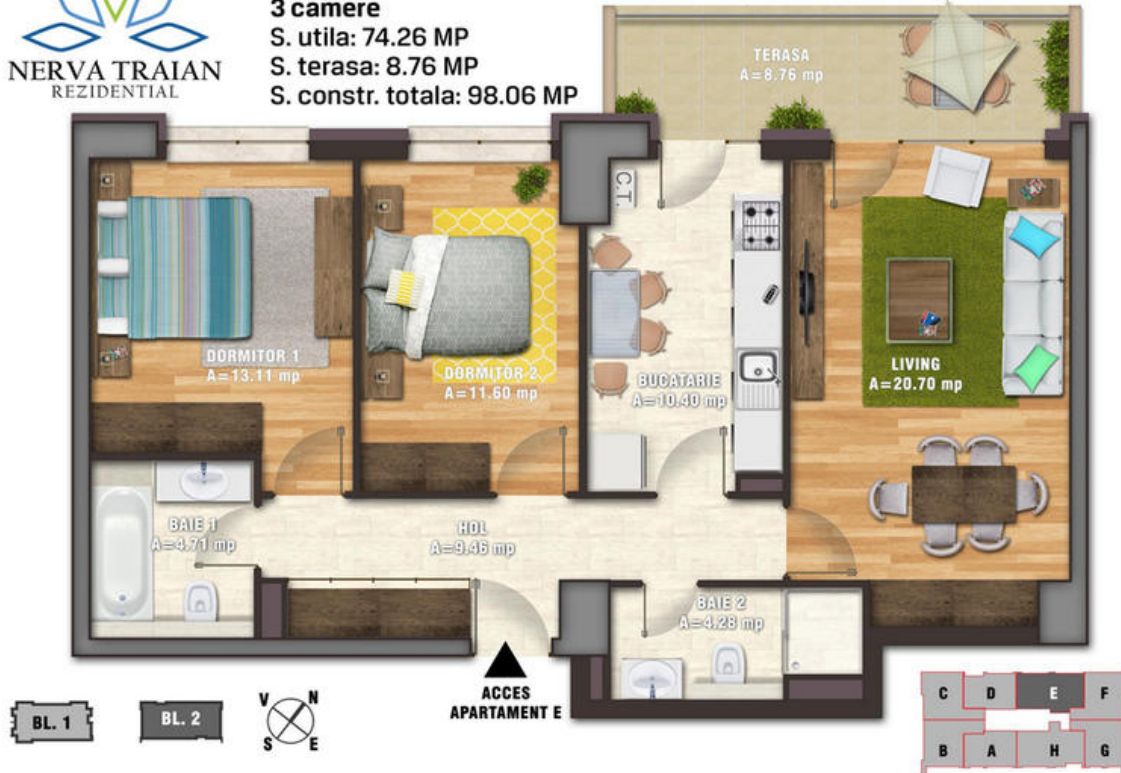 NERVA TRAIAN
REZIDENTIAL
3 camere
S. utila: 74.26 MP
S. terasa: 8.76 MP
S. constr. totala: 98.06 MP
TERASA
A=8.76 mp
C.T.
DORMITOR 1
A=13.11 mp
DORMITOR 2
A=11.60 mp
BUCATARIE
A=10.40 mp
LIVING
A=20.70 mp
BAIE 1
A=4.71 mp
HOL
A=9.46 mp
BAIE 2
A=4.28 mp
ACCES
APARTAMENT E
BL. 1
BL. 2
V N
S E
C D E F
B A H G